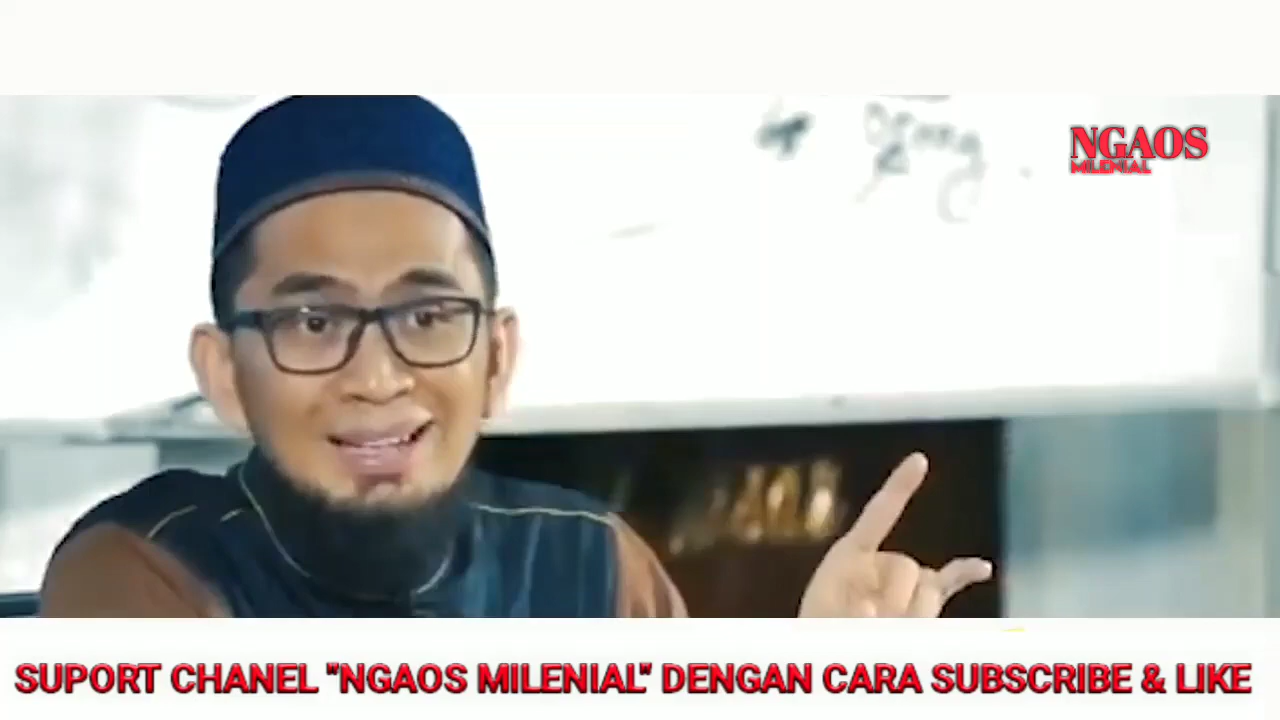 NGAOS
MILENIAL
SUPORT CHANEL "NGAOS MILENIAL" DENGAN CARA SUBSCRIBE & LIKE